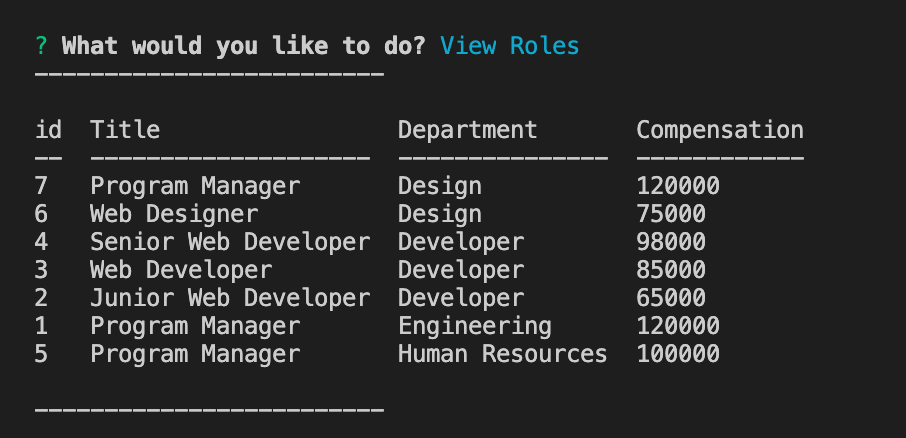 ? What would you like to do? View Roles
-------------------------
id  Title                 Department       Compensation
--  --------------------  ---------------  ------------
7   Program Manager       Design           120000
6   Web Designer          Design           75000
4   Senior Web Developer  Developer        98000
3   Web Developer         Developer        85000
2   Junior Web Developer  Developer        65000
1   Program Manager       Engineering      120000
5   Program Manager       Human Resources  100000
-------------------------